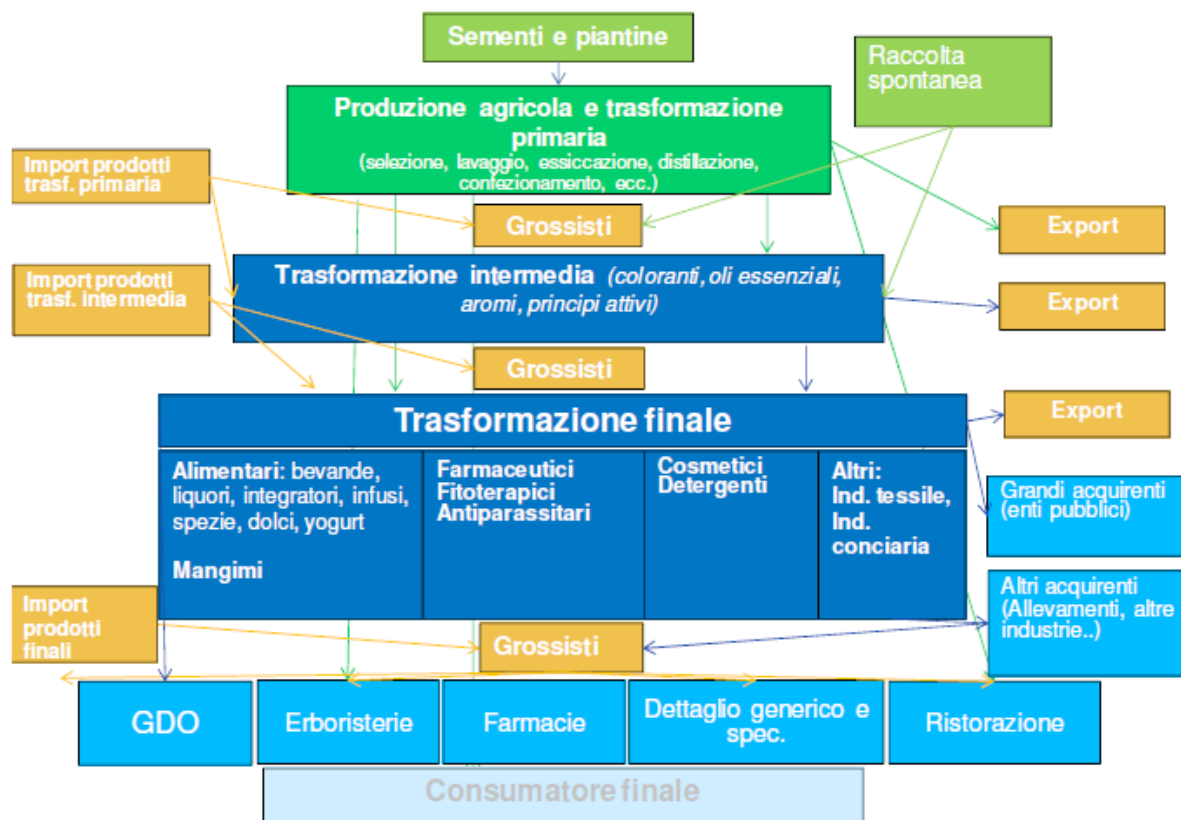 Sementi e piantine
Raccolta
spontanea
Produzione agricola e trasformazione
primaria
(selezione, lavaggio, essiccazione, distillazione,
confezionamento, ecc.)
Import prodotti
trasf. primaria
Grossisti
Export
Import prodotti
trasf. intermedia
Trasformazione intermedia (coloranti, oli essenziali,
aromi, principi attivi)
Export
Grossisti
Trasformazione finale
Export
Alimentari: bevande,
liquori, integratori, infusi,
spezie, dolci, yogurt
Mangimi
Farmaceutici
Fitoterapici
Antiparassitari
Cosmetici
Detergenti
Altri:
Ind. tessile,
Ind.
conciaria
Grandi acquirenti
(enti pubblici)
Altri acquirenti
(Allevamenti, altre
industrie..)
Import
prodotti
finali
Grossisti
GDO
Erboristerie
Farmacie
Dettaglio generico e
spec.
Ristorazione
Consumatore finale